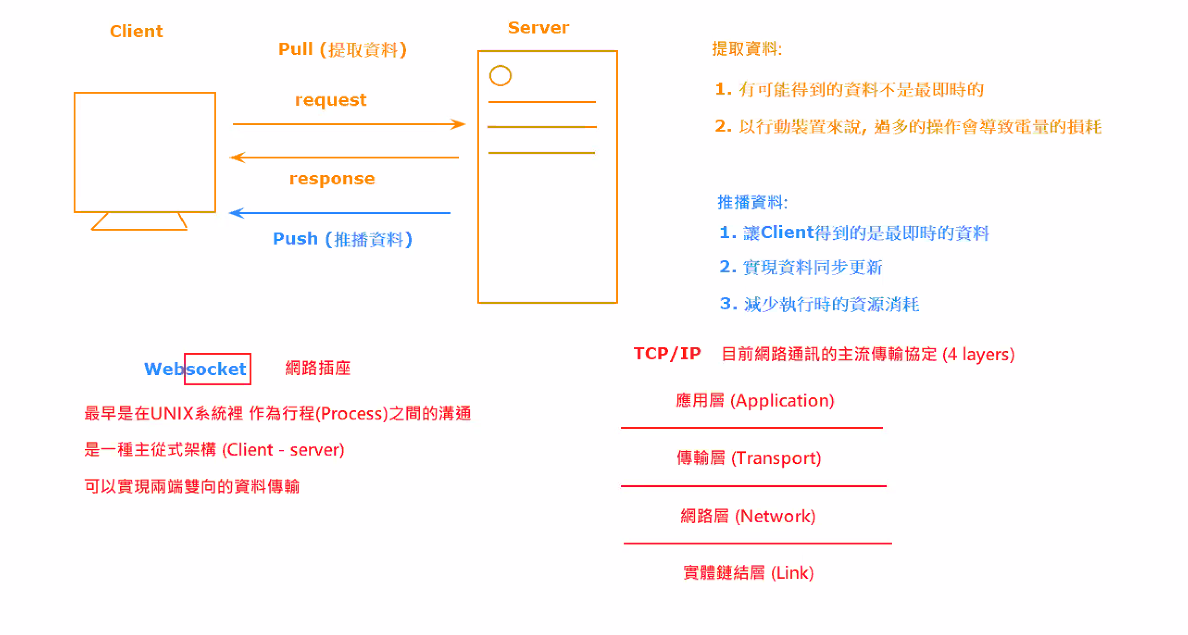 Client
Server
Pull (提取資料)
request
response
Push (推播資料)
提取資料:
1. 有可能得到的資料不是最即時的
2. 以行動裝置來說, 過多的操作會導致電量的損耗
推播資料:
1. 讓Client得到的是最即時的資料
2. 實現資料同步更新
3. 減少執行時的資源消耗
Websocket 網路插座
最早是在UNIX系統裡 作為行程(Process)之間的溝通
是一種主從式架構 (Client - server)
可以實現兩端雙向的資料傳輸
TCP/IP 目前網路通訊的主流傳輸協定 (4 layers)
應用層 (Application)
傳輸層 (Transport)
網路層 (Network)
實體鏈結層 (Link)